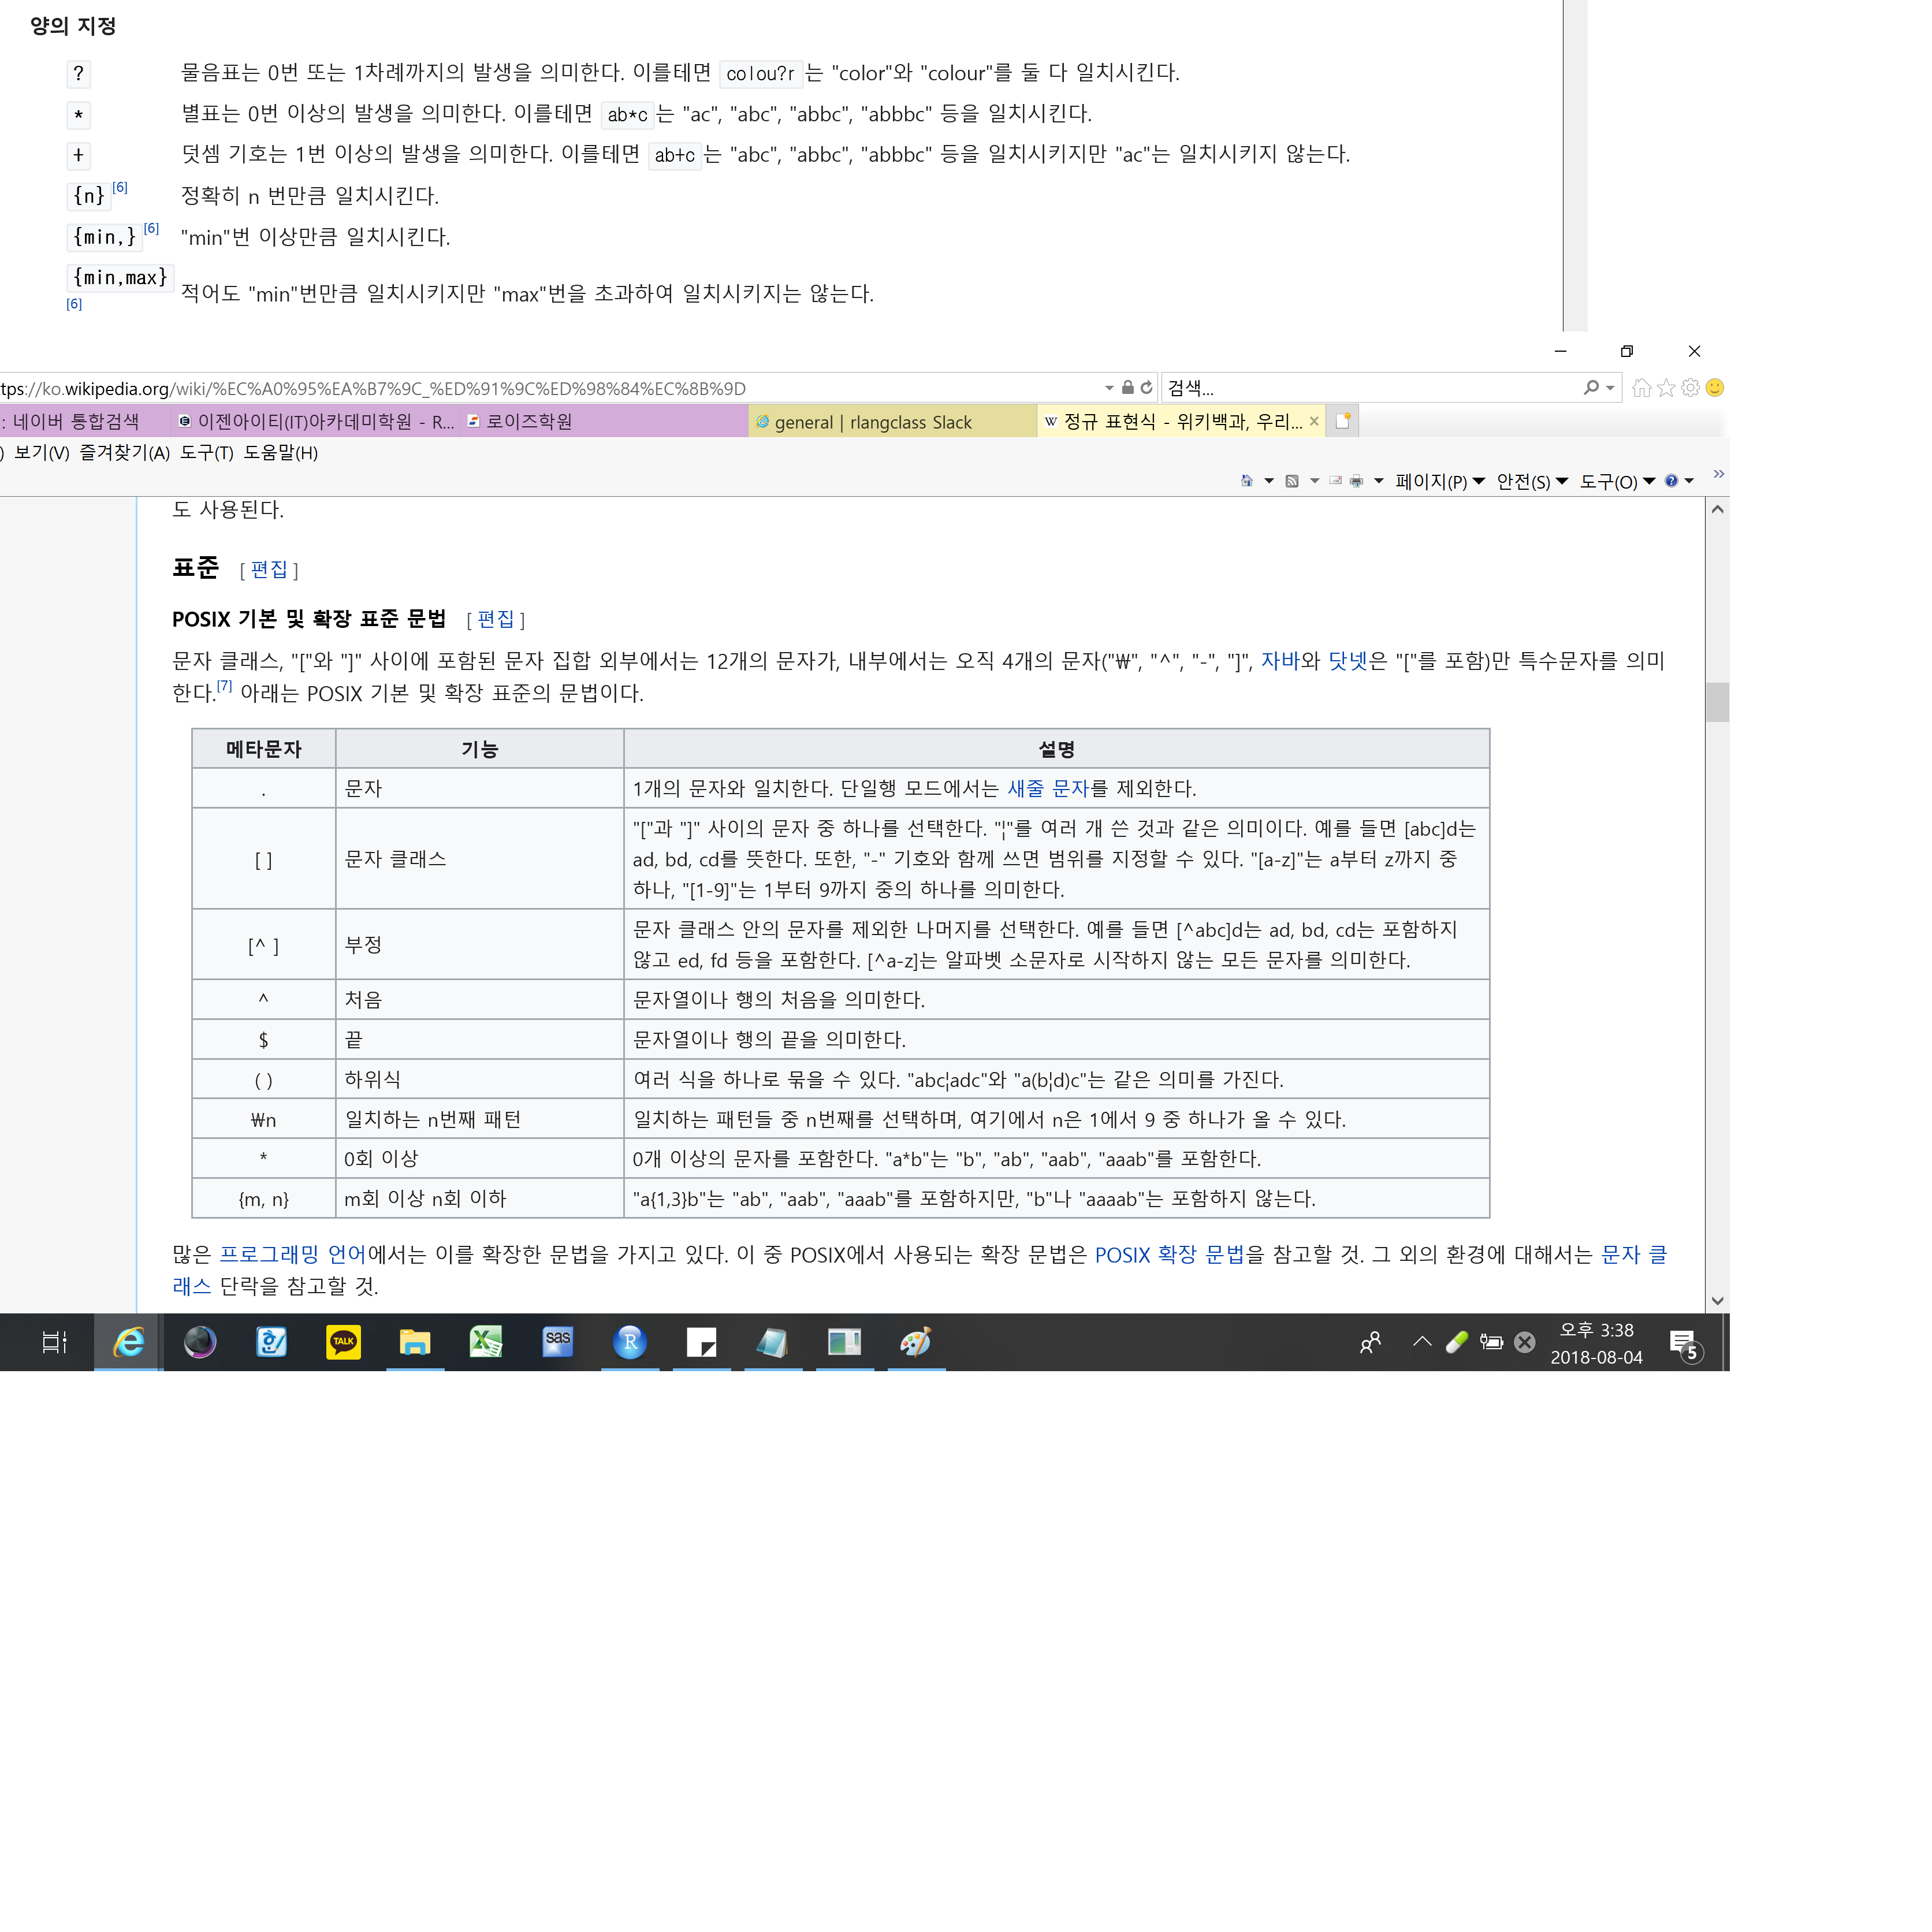 양의 지정
? 물음표는 0번 또는 1차례까지의 발생을 의미한다. 이를테면 colou?r 는 "color"와 "colour"를 둘 다 일치시킨다.
* 별표는 0번 이상의 발생을 의미한다. 이를테면 ab*c 는 "ac", "abc", "abbc", "abbbc" 등을 일치시킨다.
+ 덧셈 기호는 1번 이상의 발생을 의미한다. 이를테면 ab+c 는 "abc", "abbc", "abbbc" 등을 일치시키지만 "ac"는 일치시키지 않는다.
{n} [6] 정확히 n 번만큼 일치시킨다.
{min,} [6] "min"번 이상만큼 일치시킨다.
{min,max} [6] 적어도 "min"번만큼 일치시키지만 "max"번을 초과하여 일치시키지는 않는다.
tps://ko.wikipedia.org/wiki/%EC%A0%95%EA%B7%9C_%ED%91%9C%ED%98%84%EC%8B%9D 검색...
: 네이버 통합검색 이젠아이티(IT)아카데미학원 - R... 로이즈학원 general | rlangclass Slack W 정규 표현식 - 위키백과, 우리... ×
) 보기(V) 즐겨찾기(A) 도구(T) 도움말(H)
페이지(P) 안전(S) 도구(O) »
도 사용된다.
표준 [ 편집 ]
POSIX 기본 및 확장 표준 문법 [ 편집 ]
문자 클래스, "["와 "]" 사이에 포함된 문자 집합 외부에서는 12개의 문자가, 내부에서는 오직 4개의 문자("₩", "^", "-", "]", 자바와 닷넷은 "["를 포함)만 특수문자를 의미
한다.[7] 아래는 POSIX 기본 및 확장 표준의 문법이다.
메타문자 기능 설명
. 문자 1개의 문자와 일치한다. 단일행 모드에서는 새줄 문자를 제외한다.
[ ] 문자 클래스 "["과 "]" 사이의 문자 중 하나를 선택한다. "¦"를 여러 개 쓴 것과 같은 의미이다. 예를 들면 [abc]d는
ad, bd, cd를 뜻한다. 또한, "-" 기호와 함께 쓰면 범위를 지정할 수 있다. "[a-z]"는 a부터 z까지 중
하나, "[1-9]"는 1부터 9까지 중의 하나를 의미한다.
[^ ] 부정 문자 클래스 안의 문자를 제외한 나머지를 선택한다. 예를 들면 [^abc]d는 ad, bd, cd는 포함하지
않고 ed, fd 등을 포함한다. [^a-z]는 알파벳 소문자로 시작하지 않는 모든 문자를 의미한다.
^ 처음 문자열이나 행의 처음을 의미한다.
$ 끝 문자열이나 행의 끝을 의미한다.
( ) 하위식 여러 식을 하나로 묶을 수 있다. "abc¦adc"와 "a(b¦d)c"는 같은 의미를 가진다.
₩n 일치하는 n번째 패턴 일치하는 패턴들 중 n번째를 선택하며, 여기에서 n은 1에서 9 중 하나가 올 수 있다.
* 0회 이상 0개 이상의 문자를 포함한다. "a*b"는 "b", "ab", "aab", "aaab"를 포함한다.
{m, n} m회 이상 n회 이하 "a{1,3}b"는 "ab", "aab", "aaab"를 포함하지만, "b"나 "aaaab"는 포함하지 않는다.
많은 프로그래밍 언어에서는 이를 확장한 문법을 가지고 있다. 이 중 POSIX에서 사용되는 확장 문법은 POSIX 확장 문법을 참고할 것. 그 외의 환경에 대해서는 문자 클
래스 단락을 참고할 것.
TALK sas R
오후 3:38
2018-08-04
5